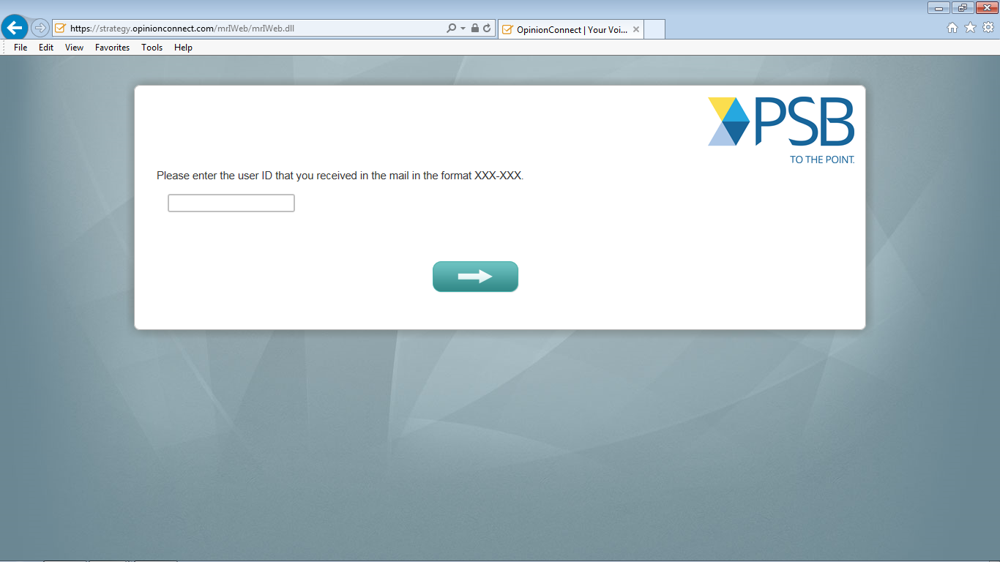 https://strategy.opinionconnect.com/mrIWeb/mrIWeb.dll
OpinionConnect | Your Voi...
File Edit View Favorites Tools Help
PSB
TO THE POINT.
Please enter the user ID that you received in the mail in the format XXX-XXX.